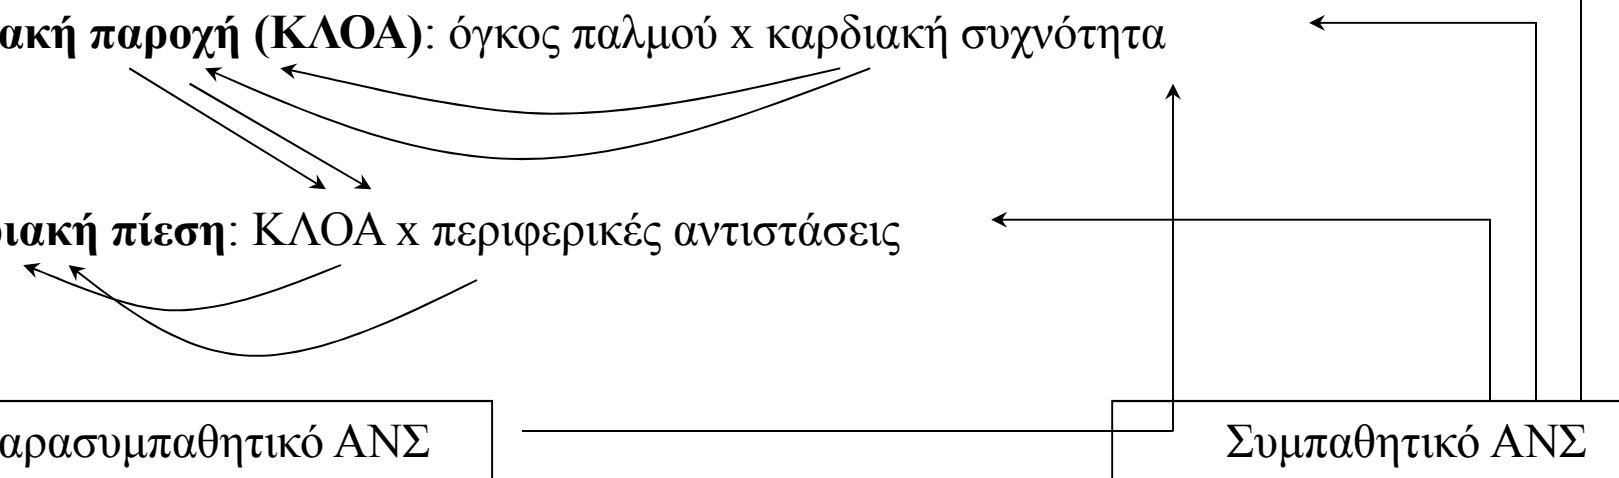 ακή παροχή (ΚΛΟΑ): όγκος παλμού x καρδιακή συχνότητα
ιακή πίεση: ΚΛΟΑ x περιφερικές αντιστάσεις
αρασυμπαθητικό ΑΝΣ
Συμπαθητικό ΑΝΣ